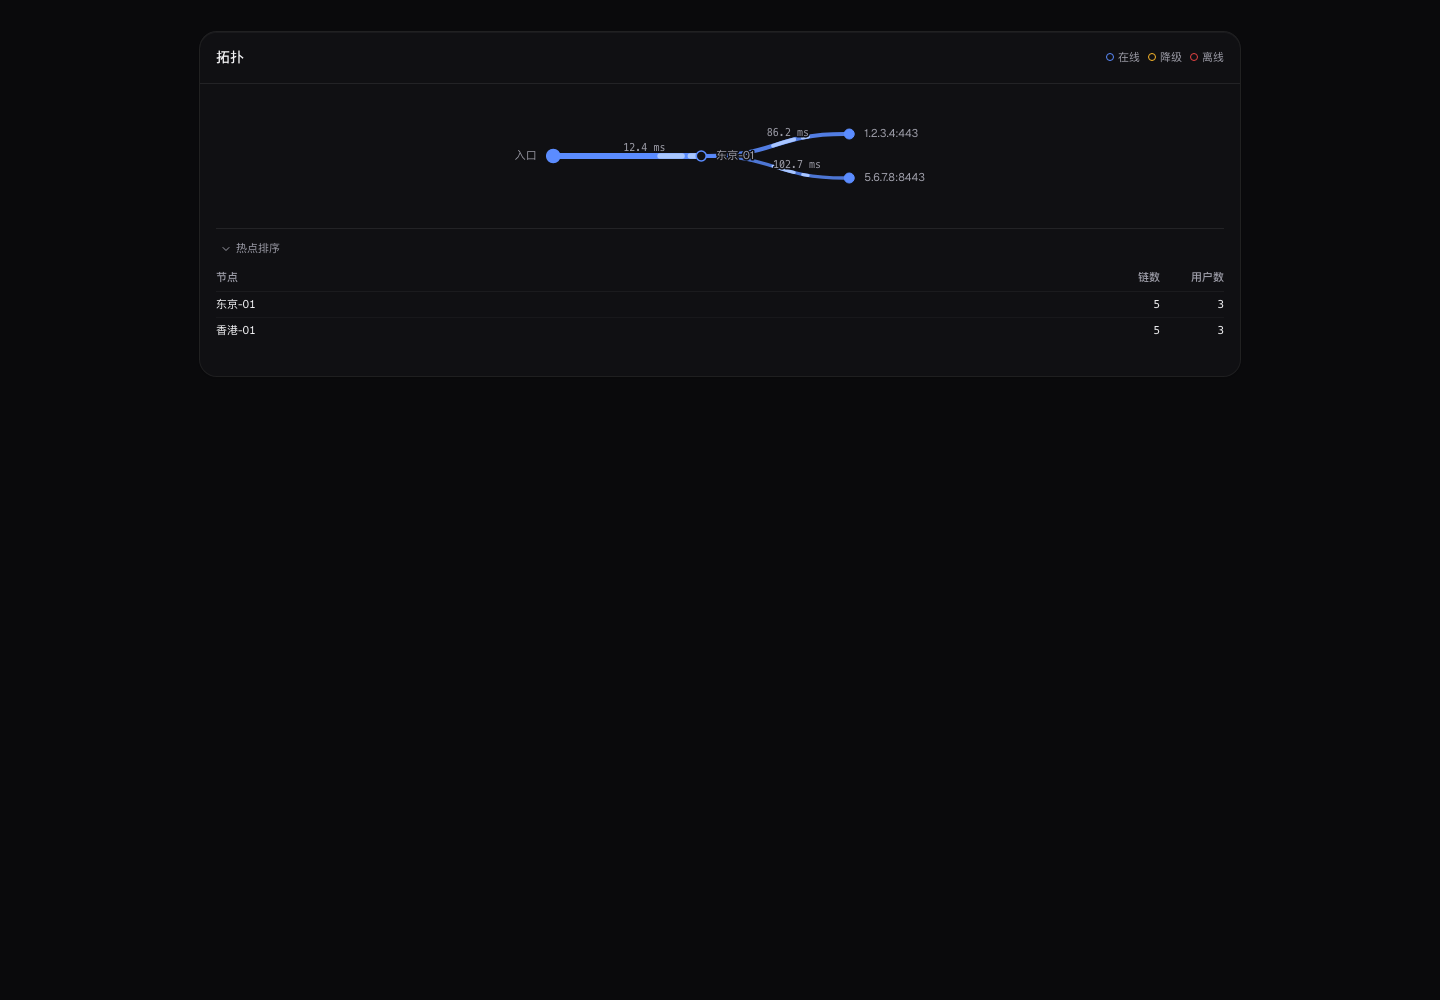 拓扑
在线 降级 离线
86.2 ms
1.2.3.4:443
12.4 ms
入口
东京-01
102.7 ms
5.6.7.8:8443
热点排序
节点 链数 用户数
东京-01 5 3
香港-01 5 3